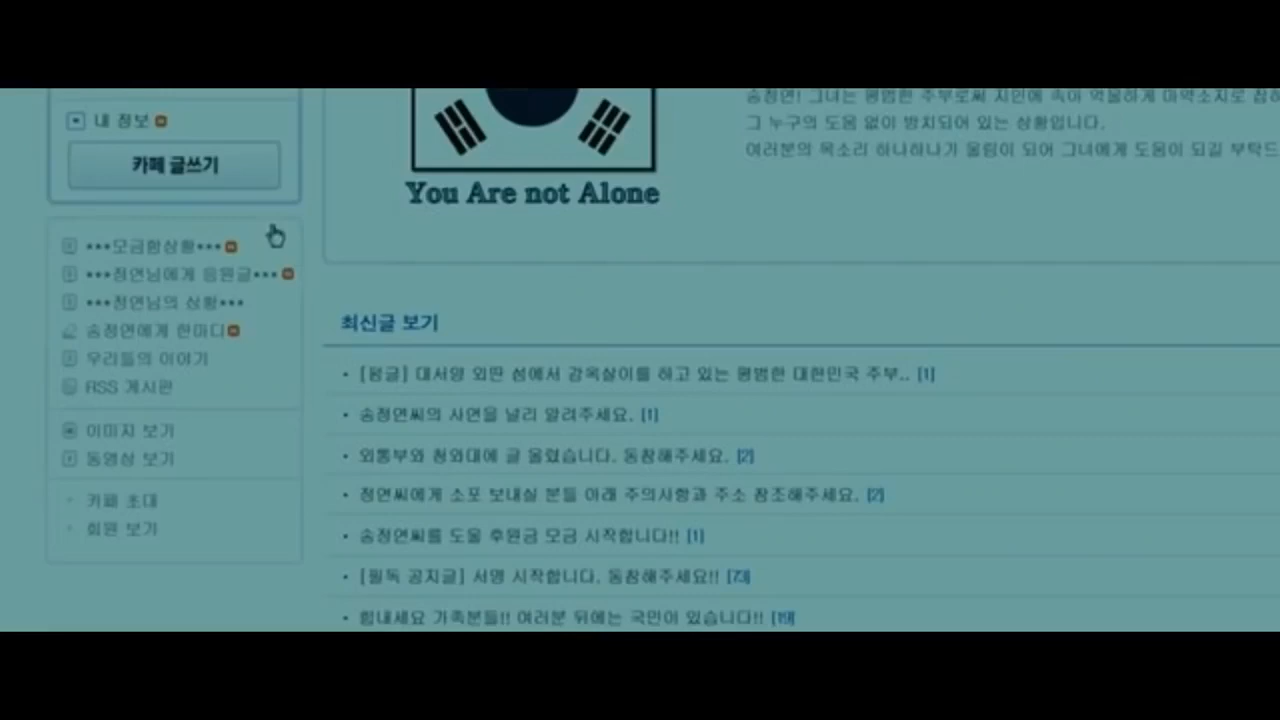 내 정보
카페 글쓰기
***모금함상황***
***정연님에게 응원글***
***정연님의 상황***
송정연에게 한마디
우리들의 이야기
RSS 게시판
이미지 보기
동영상 보기
카페 초대
회원 보기
You Are not Alone
송정연! 그녀는 평범한 주부로써 지인에 속아 억울하게 마약소지로
그 누구의 도움 없이 방치되어 있는 상황입니다.
여러분의 목소리 하나하나가 울림이 되어 그녀에게 도움이 되길
최신글 보기
• [펌글] 대서양 외딴 섬에서 감옥살이를 하고 있는 평범한 대한민국 주부.. [1]
• 송정연씨의 사연을 널리 알려주세요. [1]
• 외통부와 청와대에 글 올렸습니다. 동참해주세요. [2]
• 정연씨에게 소포 보내실 분들 아래 주의사항과 주소 참조해주세요. [2]
• 송정연씨를 도울 후원금 모금 시작합니다!! [1]
• [필독 공지글] 서명 시작합니다. 동참해주세요!! [73]
• 힘내세요 가족분들!! 여러분 뒤에는 국민이 있습니다!! [19]